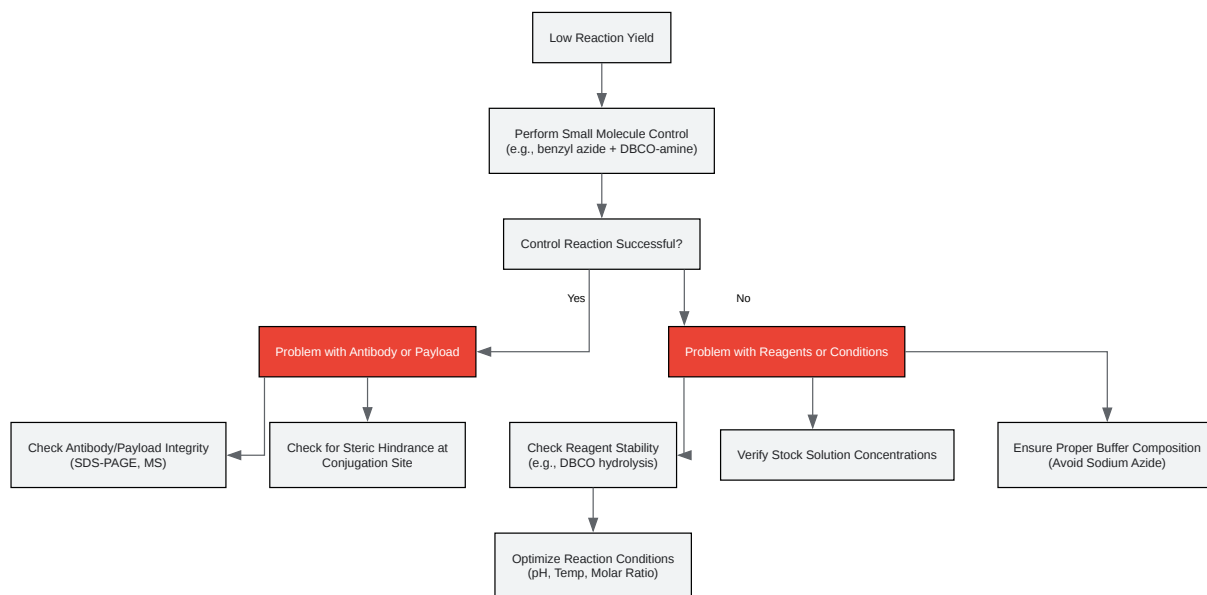 Low Reaction Yield
Perform Small Molecule Control
(e.g., benzyl azide + DBCO-amine)
Control Reaction Successful?
Yes
No
Problem with Antibody or Payload
Problem with Reagents or Conditions
Check Antibody/Payload Integrity
(SDS-PAGE, MS)
Check for Steric Hindrance at
Conjugation Site
Check Reagent Stability
(e.g., DBCO hydrolysis)
Verify Stock Solution Concentrations
Ensure Proper Buffer Composition
(Avoid Sodium Azide)
Optimize Reaction Conditions
(pH, Temp, Molar Ratio)